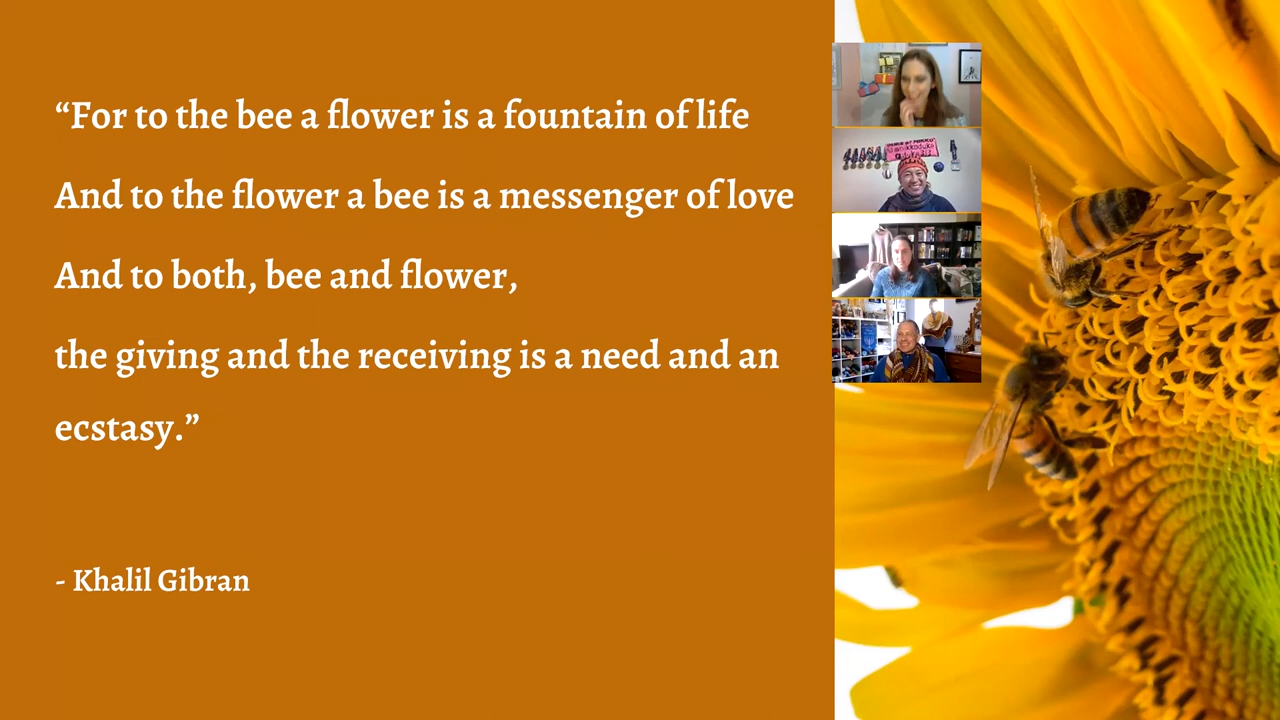 “For to the bee a flower is a fountain of life
And to the flower a bee is a messenger of love
And to both, bee and flower,
the giving and the receiving is a need and an
ecstasy.”
- Khalil Gibran